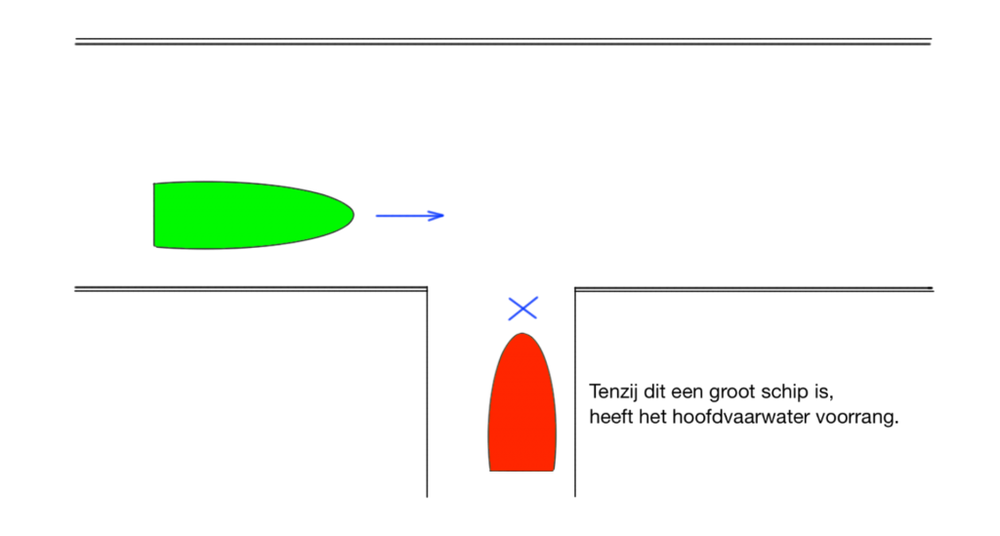 Tenzij dit een groot schip is,
heeft het hoofdvaarwater voorrang.